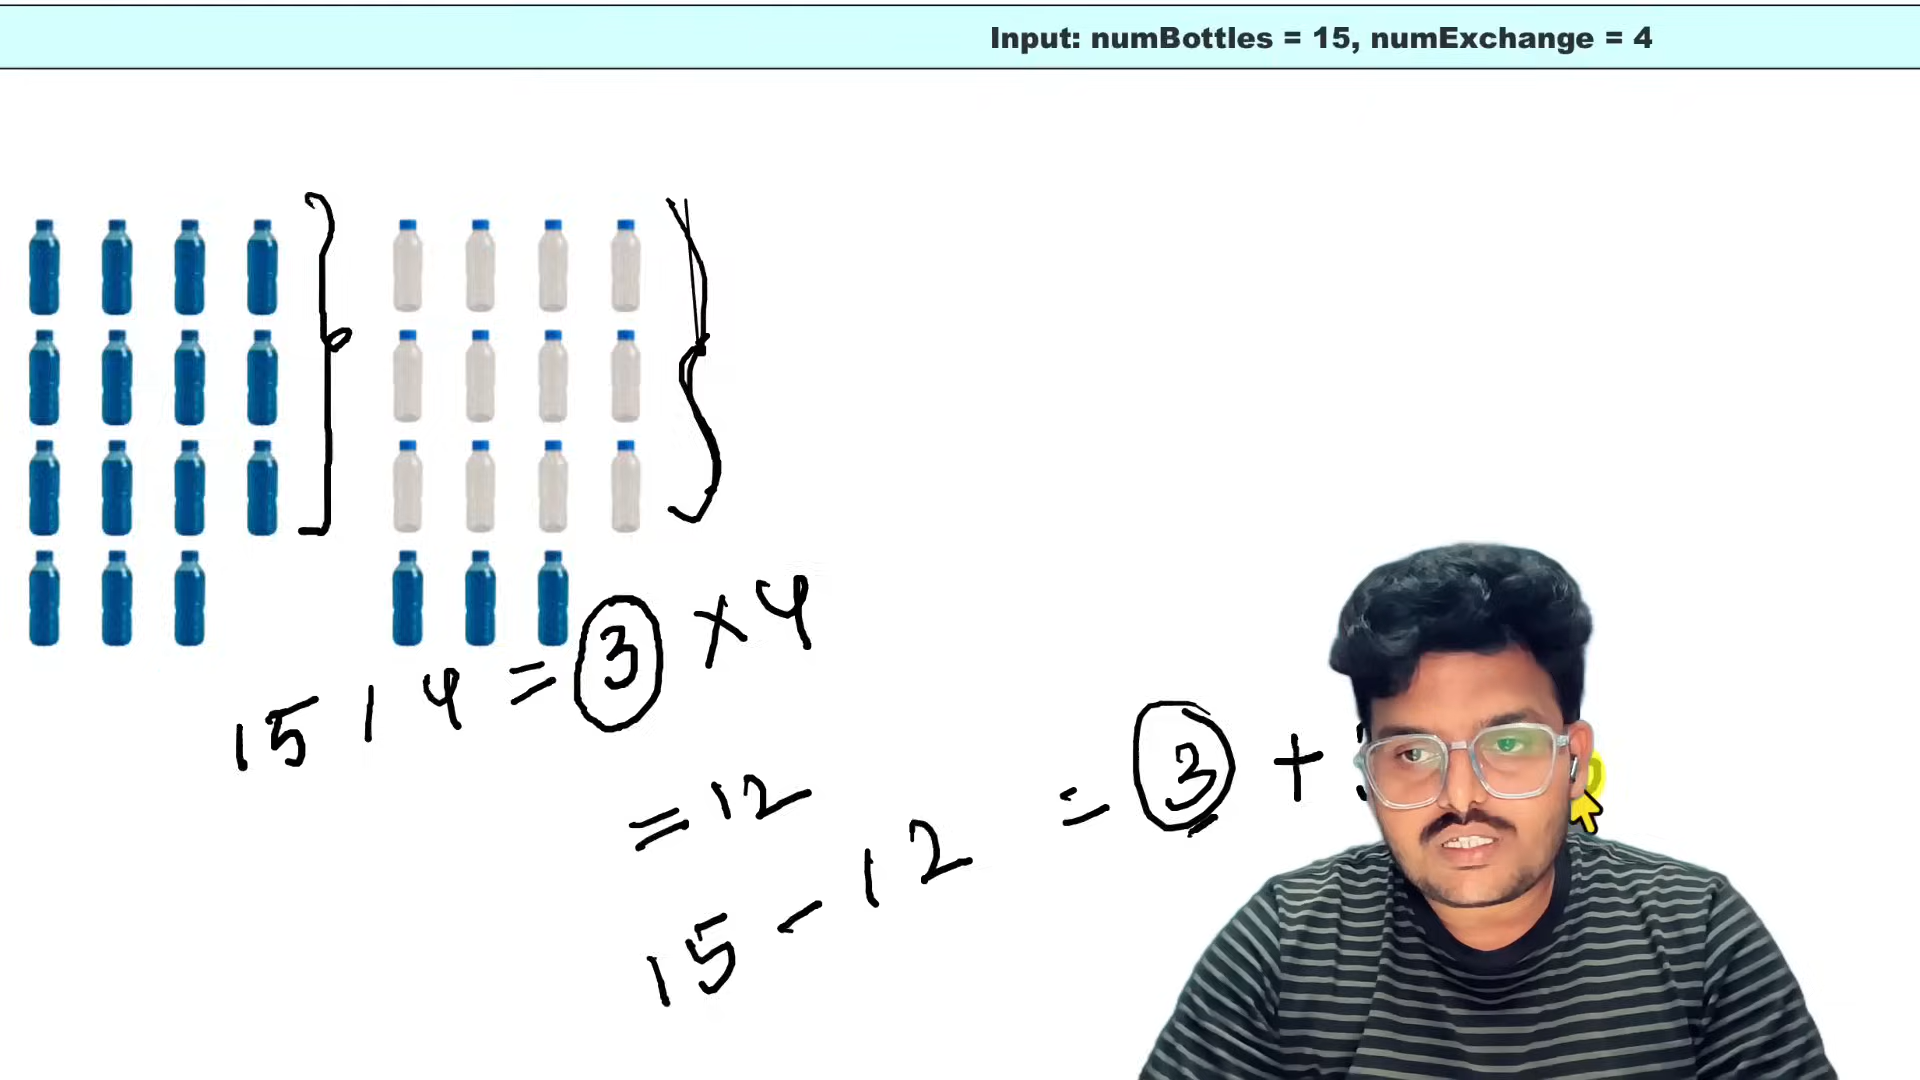 Input: numBottles = 15, numExchange = 4
15 / 4 = 3 × 4
= 12
15 - 12 = 3 +